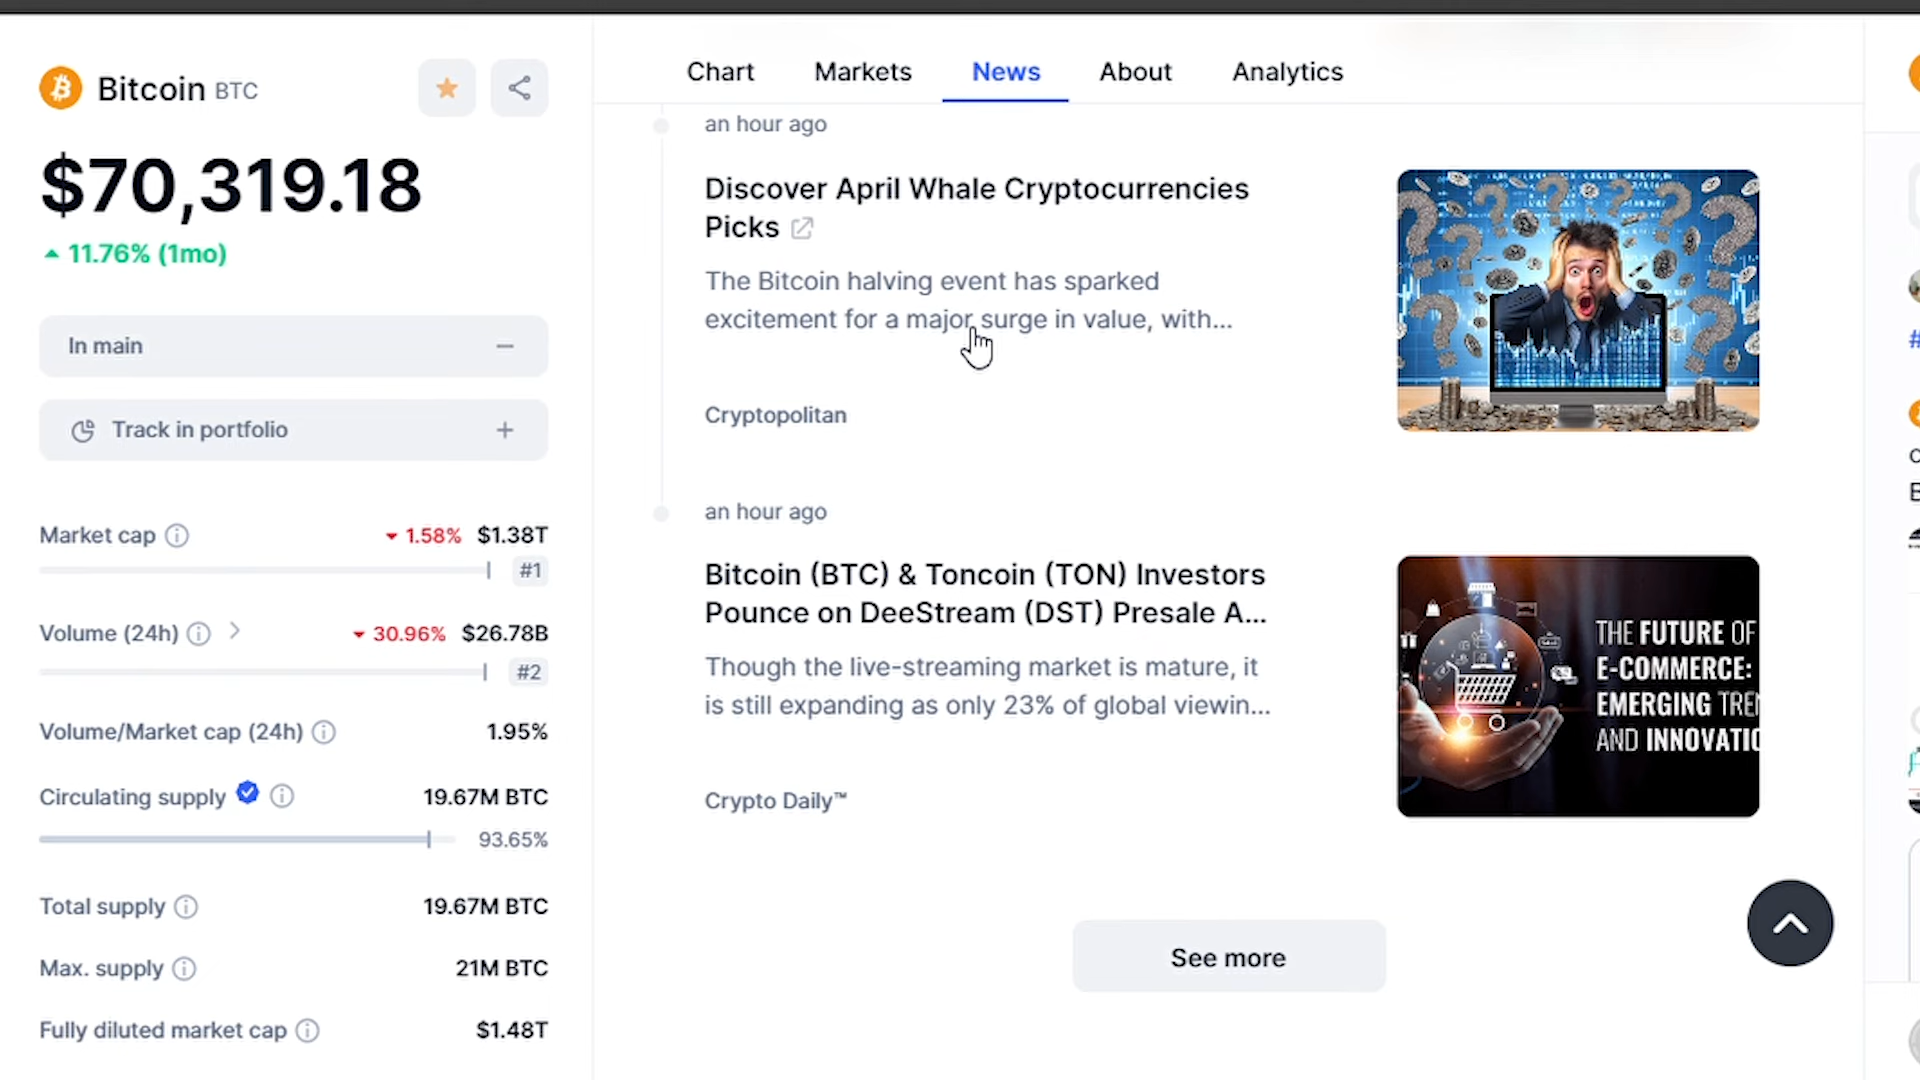 Bitcoin BTC
$70,319.18
11.76% (1mo)
In main
Track in portfolio
Market cap 1.58% $1.38T
#1
Volume (24h) 30.96% $26.78B
#2
Volume/Market cap (24h) 1.95%
Circulating supply 19.67M BTC
93.65%
Total supply 19.67M BTC
Max. supply 21M BTC
Fully diluted market cap $1.48T
Chart Markets News About Analytics
an hour ago
Discover April Whale Cryptocurrencies
Picks
The Bitcoin halving event has sparked
excitement for a major surge in value, with...
Cryptopolitan
an hour ago
Bitcoin (BTC) & Toncoin (TON) Investors
Pounce on DeeStream (DST) Presale A...
Though the live-streaming market is mature, it
is still expanding as only 23% of global viewin...
Crypto Daily™
THE FUTURE OF
E-COMMERCE:
EMERGING TRE
AND INNOVATIO
See more
#